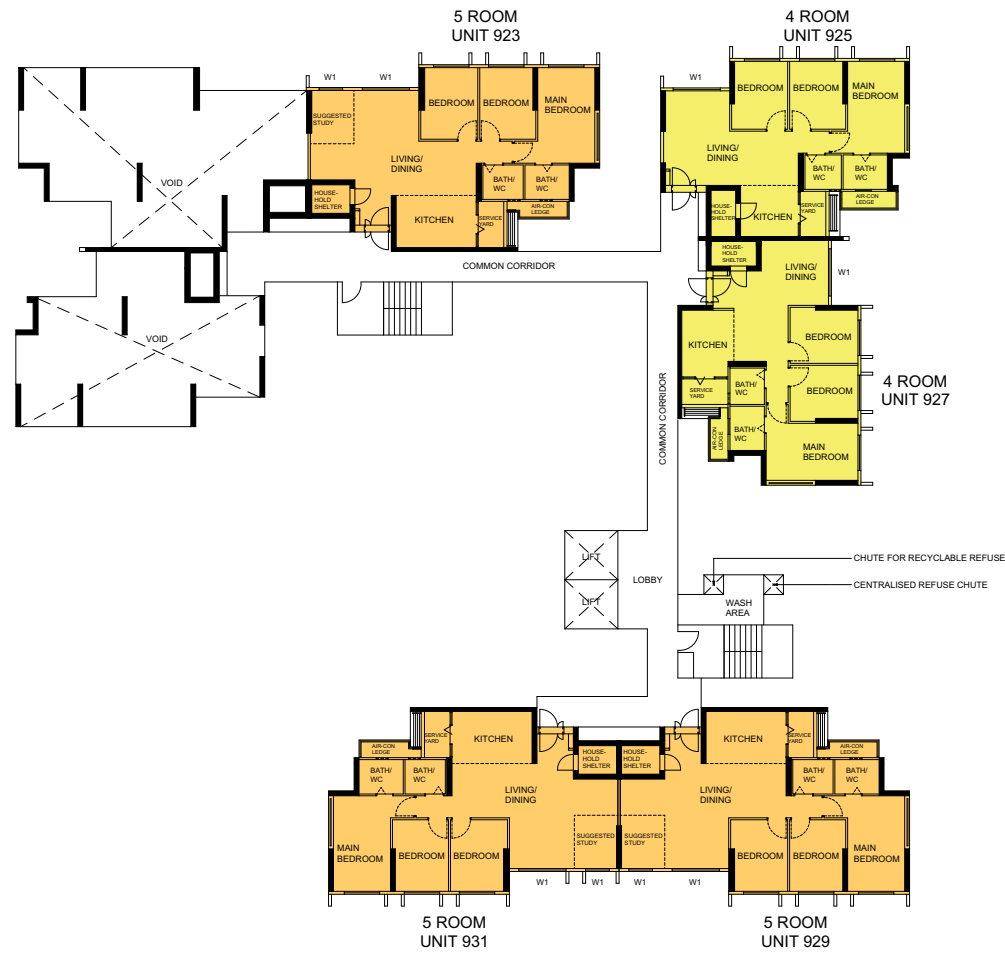 5 ROOM
UNIT 923
4 ROOM
UNIT 925
W1
W1
W1
BEDROOM
BEDROOM
MAIN
BEDROOM
SUGGESTED
STUDY
LIVING/
DINING
BATH/
WC
BATH/
WC
HOUSE-
HOLD
SHELTER
KITCHEN
SERVICE
YARD
AIR-CON
LEDGE
BEDROOM
BEDROOM
MAIN
BEDROOM
LIVING/
DINING
BATH/
WC
BATH/
WC
AIR-CON
LEDGE
HOUSE-
HOLD
SHELTER
KITCHEN
SERVICE
YARD
VOID
COMMON CORRIDOR
HOUSE-
HOLD
SHELTER
LIVING/
DINING
W1
VOID
KITCHEN
BEDROOM
SERVICE
YARD
BATH/
WC
BEDROOM
4 ROOM
UNIT 927
AIR-CON
LEDGE
BATH/
WC
MAIN
BEDROOM
COMMON CORRIDOR
LIFT
LIFT
LOBBY
CHUTE FOR RECYCLABLE REFUSE
CENTRALISED REFUSE CHUTE
WASH
AREA
AIR-CON
LEDGE
SERVICE
YARD
KITCHEN
HOUSE-
HOLD
SHELTER
HOUSE-
HOLD
SHELTER
KITCHEN
SERVICE
YARD
AIR-CON
LEDGE
BATH/
WC
BATH/
WC
LIVING/
DINING
LIVING/
DINING
BATH/
WC
BATH/
WC
MAIN
BEDROOM
BEDROOM
BEDROOM
SUGGESTED
STUDY
SUGGESTED
STUDY
BEDROOM
BEDROOM
MAIN
BEDROOM
W1
W1
W1
W1
5 ROOM
UNIT 931
5 ROOM
UNIT 929